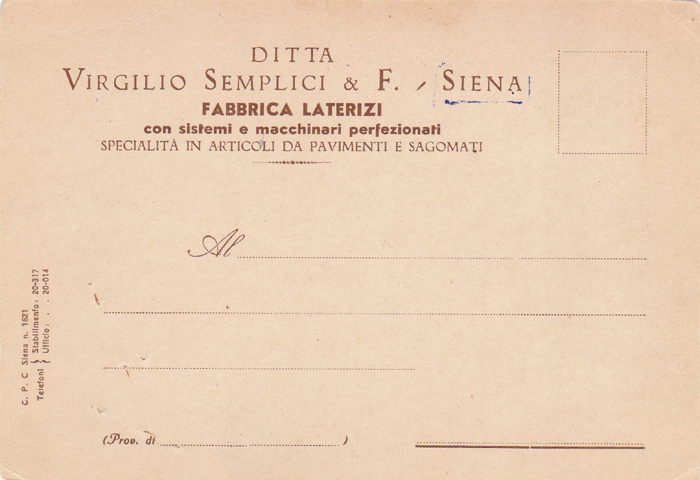 DITTA
VIRGILIO SEMPLICI & F. - SIENA
FABBRICA LATERIZI
con sistemi e macchinari perfezionati
SPECIALITÀ IN ARTICOLI DA PAVIMENTI E SAGOMATI
Al
(Prov. di )
C. P. C Siena n. 1521
Telefoni } Stabilimento: 20-317
Ufficio: . . 20-014